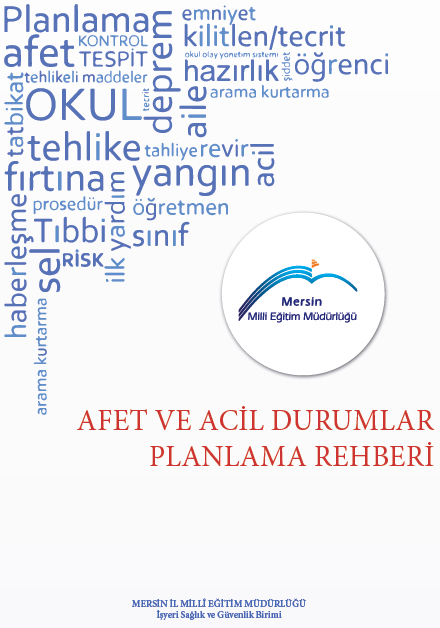 Planlama
emniyet
afet
KONTROL
TESPİT
deprem
kilitlen/tecrit
okul olay yönetim sistemi
tehlikeli maddeler
hazırlık
şiddet
öğrenci
tatbikat
OKUL
tecrit
aile
arama kurtarma
tehlike
tahliye
revir
acil
fırtına
yangın
prosedür
ilk yardım
öğretmen
haberleşme
Tıbbi
sınıf
sel
RİSK
arama kurtarma
Mersin
Milli Eğitim Müdürlüğü
AFET VE ACİL DURUMLAR
PLANLAMA REHBERİ
MERSİN İL MİLLÎ EĞİTİM MÜDÜRLÜĞÜ
İşyeri Sağlık ve Güvenlik Birimi